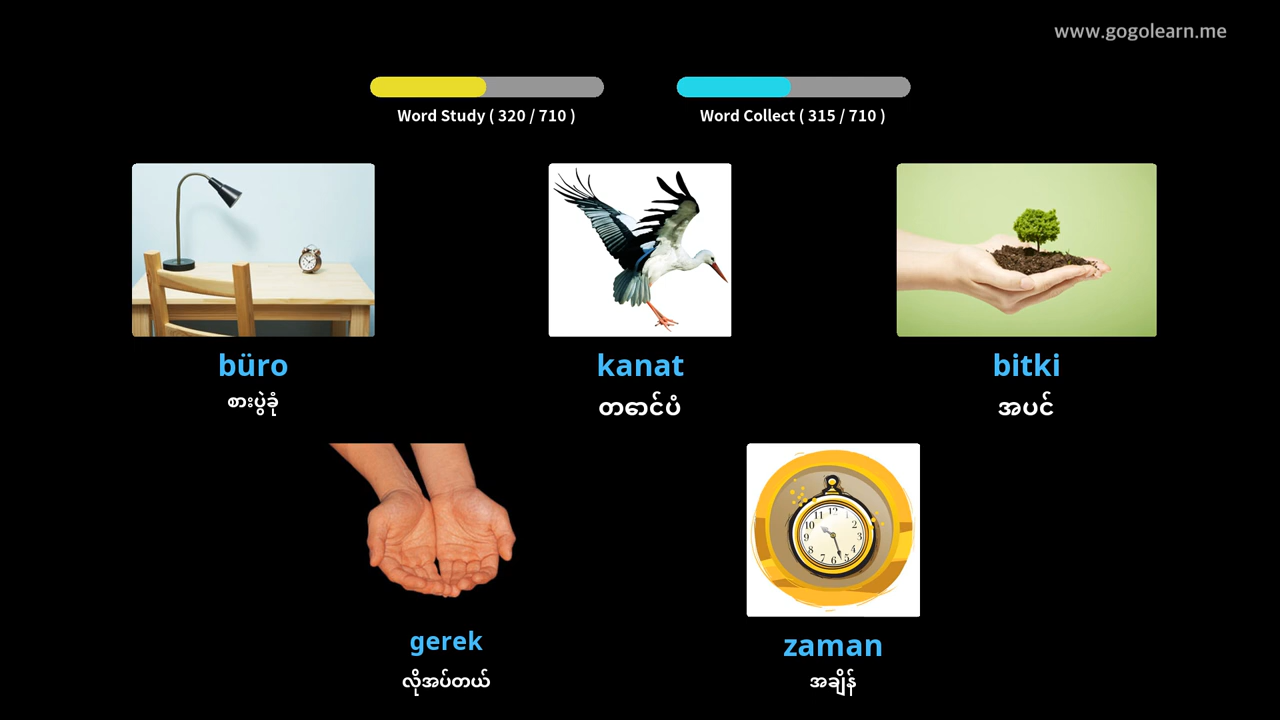 www.gogolearn.me
Word Study ( 320 / 710 )
Word Collect ( 315 / 710 )
büro
kanat
bitki
စားပွဲခုံ
တောင်ပံ
အပင်
gerek
zaman
လိုအပ်တယ်
အချိန်